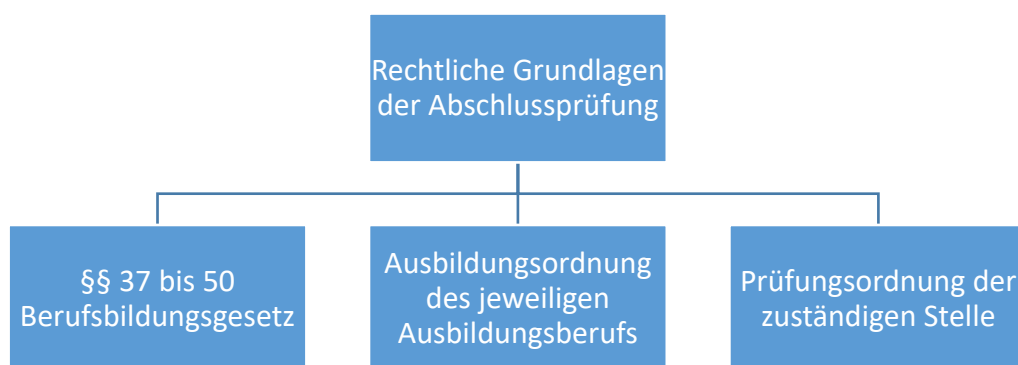 Rechtliche Grundlagen
der Abschlussprüfung
§§ 37 bis 50
Berufsbildungsgesetz
Ausbildungsordnung
des jeweiligen
Ausbildungsberufs
Prüfungsordnung der
zuständigen Stelle